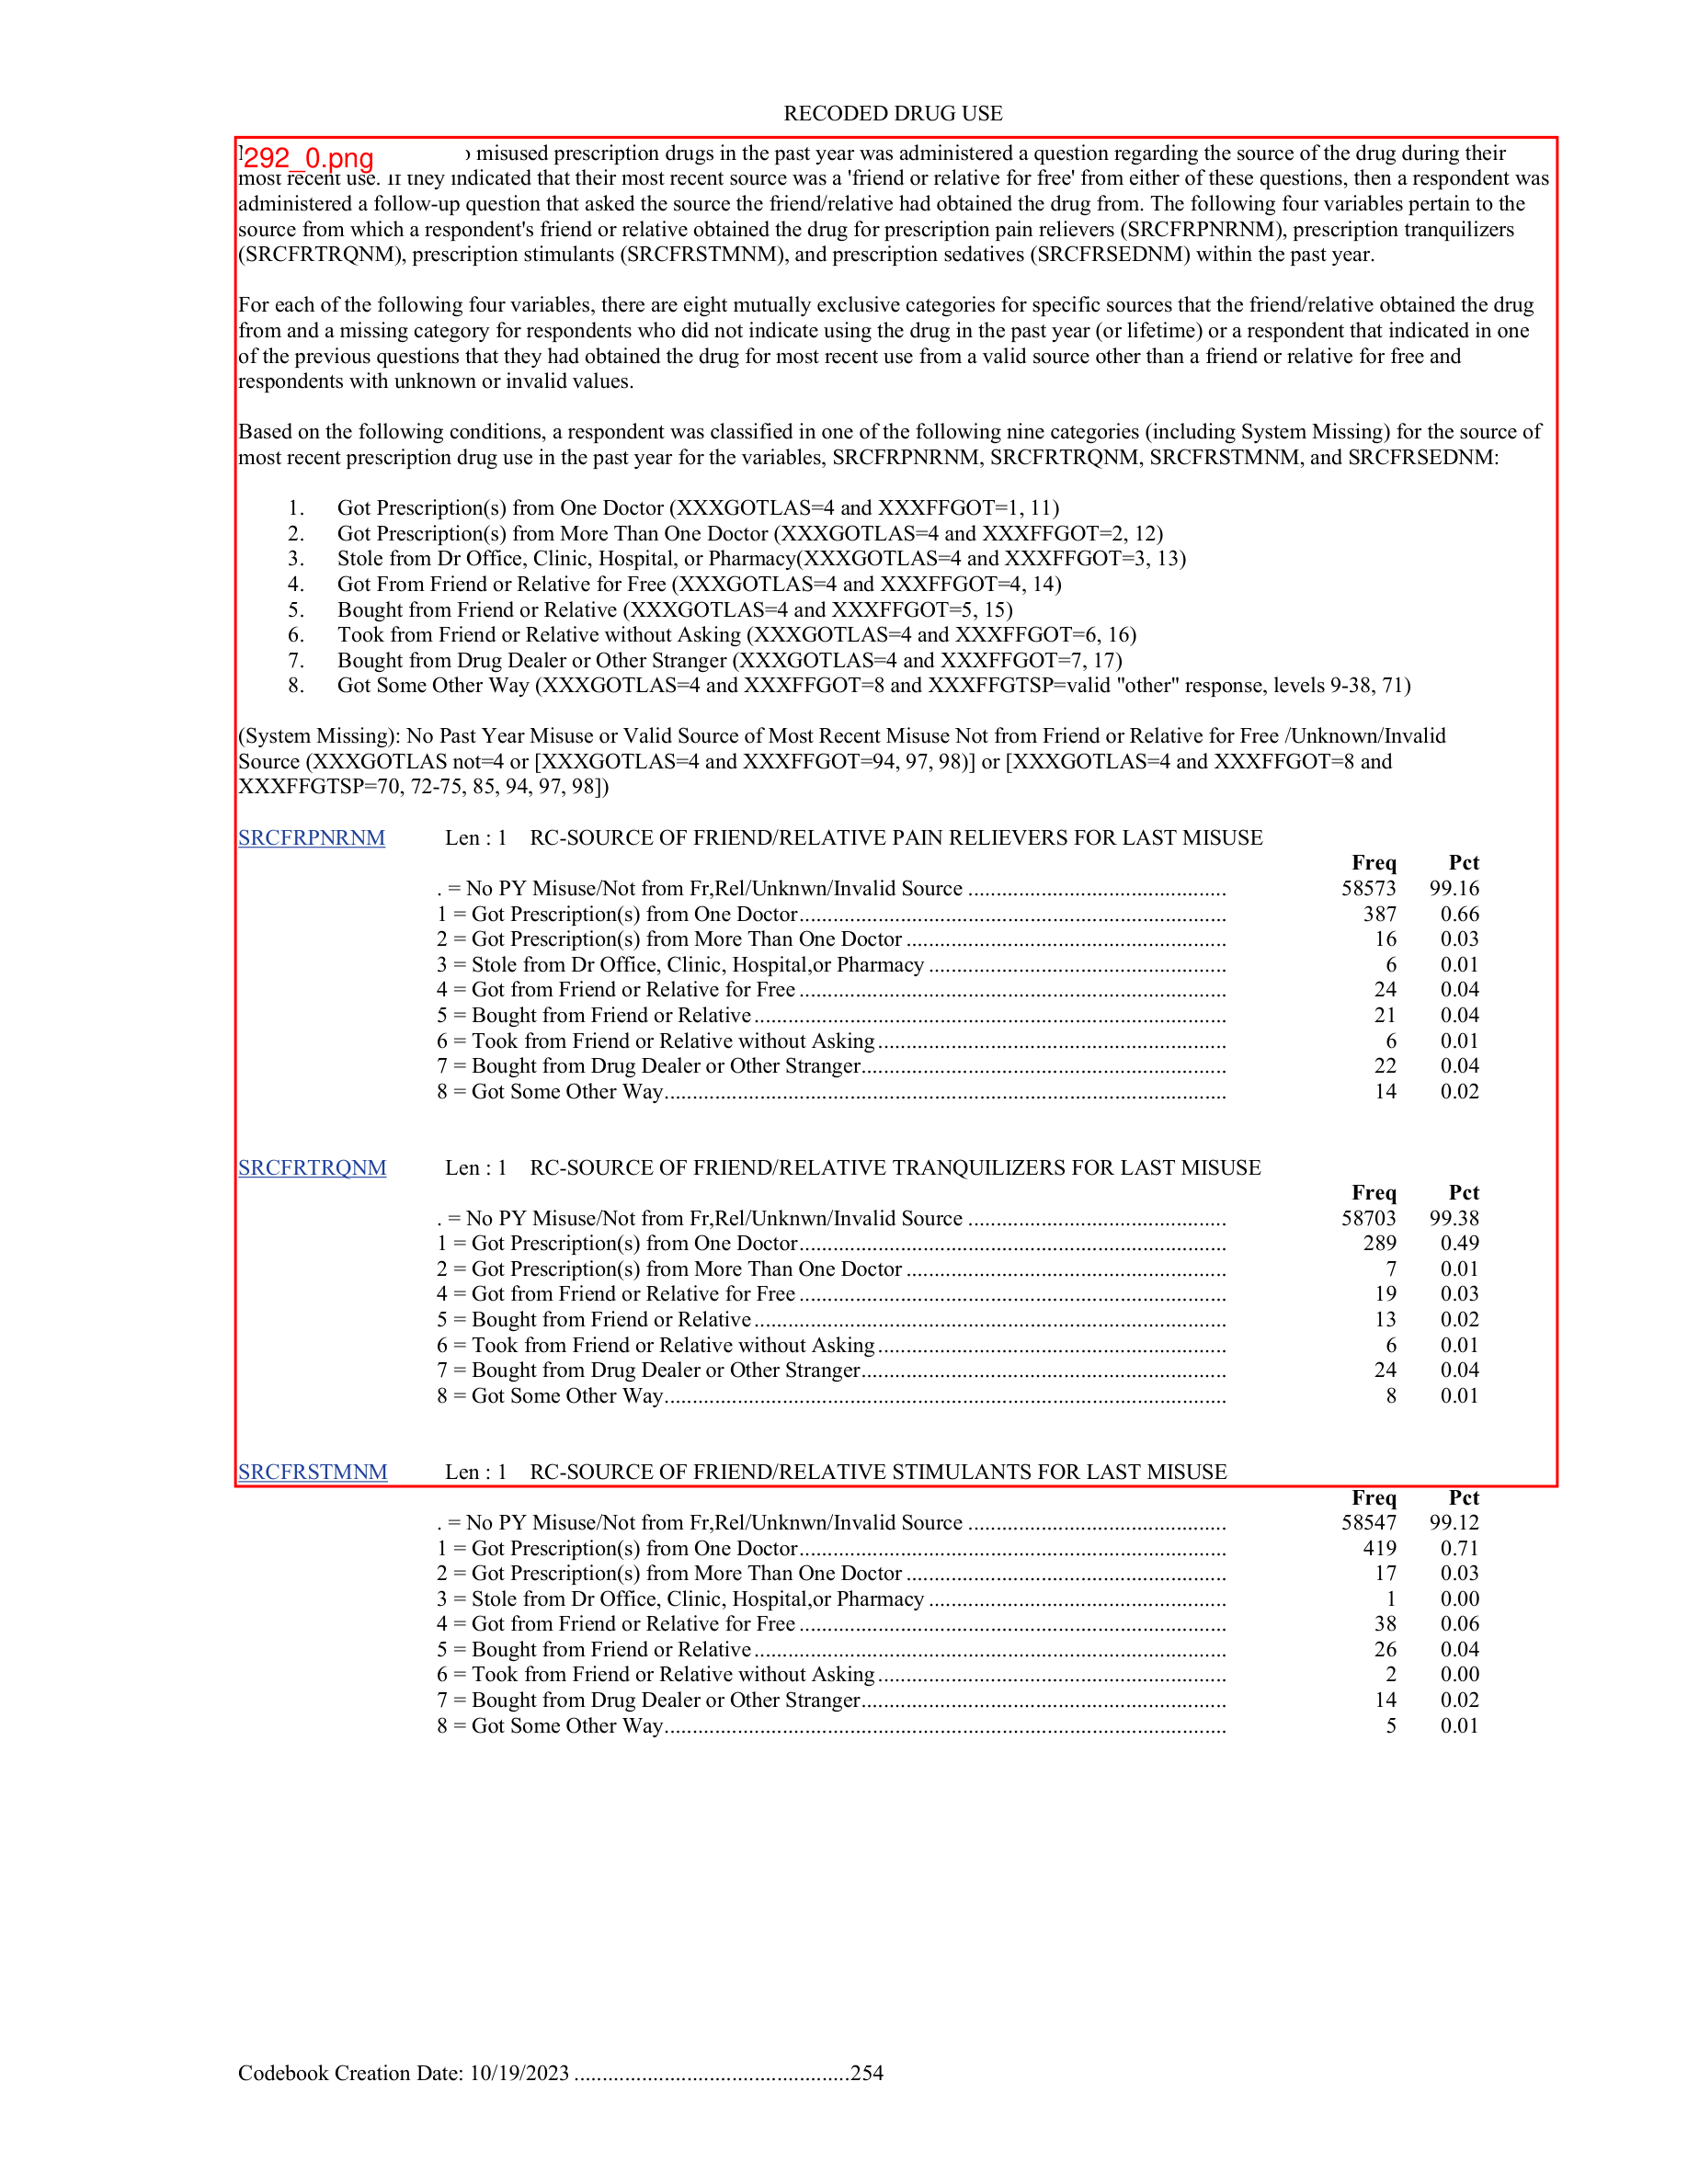 RECODED DRUG USE
292_0.png misused prescription drugs in the past year was administered a question regarding the source of the drug during their
most recent use. If they indicated that their most recent source was a 'friend or relative for free' from either of these questions, then a respondent was
administered a follow-up question that asked the source the friend/relative had obtained the drug from. The following four variables pertain to the
source from which a respondent's friend or relative obtained the drug for prescription pain relievers (SRCFRPNRNM), prescription tranquilizers
(SRCFRTRQNM), prescription stimulants (SRCFRSTMNM), and prescription sedatives (SRCFRSEDNM) within the past year.
For each of the following four variables, there are eight mutually exclusive categories for specific sources that the friend/relative obtained the drug
from and a missing category for respondents who did not indicate using the drug in the past year (or lifetime) or a respondent that indicated in one
of the previous questions that they had obtained the drug for most recent use from a valid source other than a friend or relative for free and
respondents with unknown or invalid values.
Based on the following conditions, a respondent was classified in one of the following nine categories (including System Missing) for the source of
most recent prescription drug use in the past year for the variables, SRCFRPNRNM, SRCFRTRQNM, SRCFRSTMNM, and SRCFRSEDNM:
1. Got Prescription(s) from One Doctor (XXXGOTLAS=4 and XXXFFGOT=1, 11)
2. Got Prescription(s) from More Than One Doctor (XXXGOTLAS=4 and XXXFFGOT=2, 12)
3. Stole from Dr Office, Clinic, Hospital, or Pharmacy(XXXGOTLAS=4 and XXXFFGOT=3, 13)
4. Got From Friend or Relative for Free (XXXGOTLAS=4 and XXXFFGOT=4, 14)
5. Bought from Friend or Relative (XXXGOTLAS=4 and XXXFFGOT=5, 15)
6. Took from Friend or Relative without Asking (XXXGOTLAS=4 and XXXFFGOT=6, 16)
7. Bought from Drug Dealer or Other Stranger (XXXGOTLAS=4 and XXXFFGOT=7, 17)
8. Got Some Other Way (XXXGOTLAS=4 and XXXFFGOT=8 and XXXFFGTSP=valid "other" response, levels 9-38, 71)
(System Missing): No Past Year Misuse or Valid Source of Most Recent Misuse Not from Friend or Relative for Free /Unknown/Invalid
Source (XXXGOTLAS not=4 or [XXXGOTLAS=4 and XXXFFGOT=94, 97, 98)] or [XXXGOTLAS=4 and XXXFFGOT=8 and
XXXFFGTSP=70, 72-75, 85, 94, 97, 98])
SRCFRPNRNM Len : 1 RC-SOURCE OF FRIEND/RELATIVE PAIN RELIEVERS FOR LAST MISUSE
Freq Pct
. = No PY Misuse/Not from Fr,Rel/Unknwn/Invalid Source .............................................. 58573 99.16
1 = Got Prescription(s) from One Doctor............................................................................ 387 0.66
2 = Got Prescription(s) from More Than One Doctor ......................................................... 16 0.03
3 = Stole from Dr Office, Clinic, Hospital,or Pharmacy ..................................................... 6 0.01
4 = Got from Friend or Relative for Free ............................................................................ 24 0.04
5 = Bought from Friend or Relative .................................................................................... 21 0.04
6 = Took from Friend or Relative without Asking .............................................................. 6 0.01
7 = Bought from Drug Dealer or Other Stranger................................................................. 22 0.04
8 = Got Some Other Way.................................................................................................... 14 0.02
SRCFRTRQNM Len : 1 RC-SOURCE OF FRIEND/RELATIVE TRANQUILIZERS FOR LAST MISUSE
Freq Pct
. = No PY Misuse/Not from Fr,Rel/Unknwn/Invalid Source .............................................. 58703 99.38
1 = Got Prescription(s) from One Doctor............................................................................ 289 0.49
2 = Got Prescription(s) from More Than One Doctor ......................................................... 7 0.01
4 = Got from Friend or Relative for Free ............................................................................ 19 0.03
5 = Bought from Friend or Relative .................................................................................... 13 0.02
6 = Took from Friend or Relative without Asking .............................................................. 6 0.01
7 = Bought from Drug Dealer or Other Stranger................................................................. 24 0.04
8 = Got Some Other Way.................................................................................................... 8 0.01
SRCFRSTMNM Len : 1 RC-SOURCE OF FRIEND/RELATIVE STIMULANTS FOR LAST MISUSE
Freq Pct
. = No PY Misuse/Not from Fr,Rel/Unknwn/Invalid Source .............................................. 58547 99.12
1 = Got Prescription(s) from One Doctor............................................................................ 419 0.71
2 = Got Prescription(s) from More Than One Doctor ......................................................... 17 0.03
3 = Stole from Dr Office, Clinic, Hospital,or Pharmacy ..................................................... 1 0.00
4 = Got from Friend or Relative for Free ............................................................................ 38 0.06
5 = Bought from Friend or Relative .................................................................................... 26 0.04
6 = Took from Friend or Relative without Asking .............................................................. 2 0.00
7 = Bought from Drug Dealer or Other Stranger................................................................. 14 0.02
8 = Got Some Other Way.................................................................................................... 5 0.01
Codebook Creation Date: 10/19/2023 .................................................254